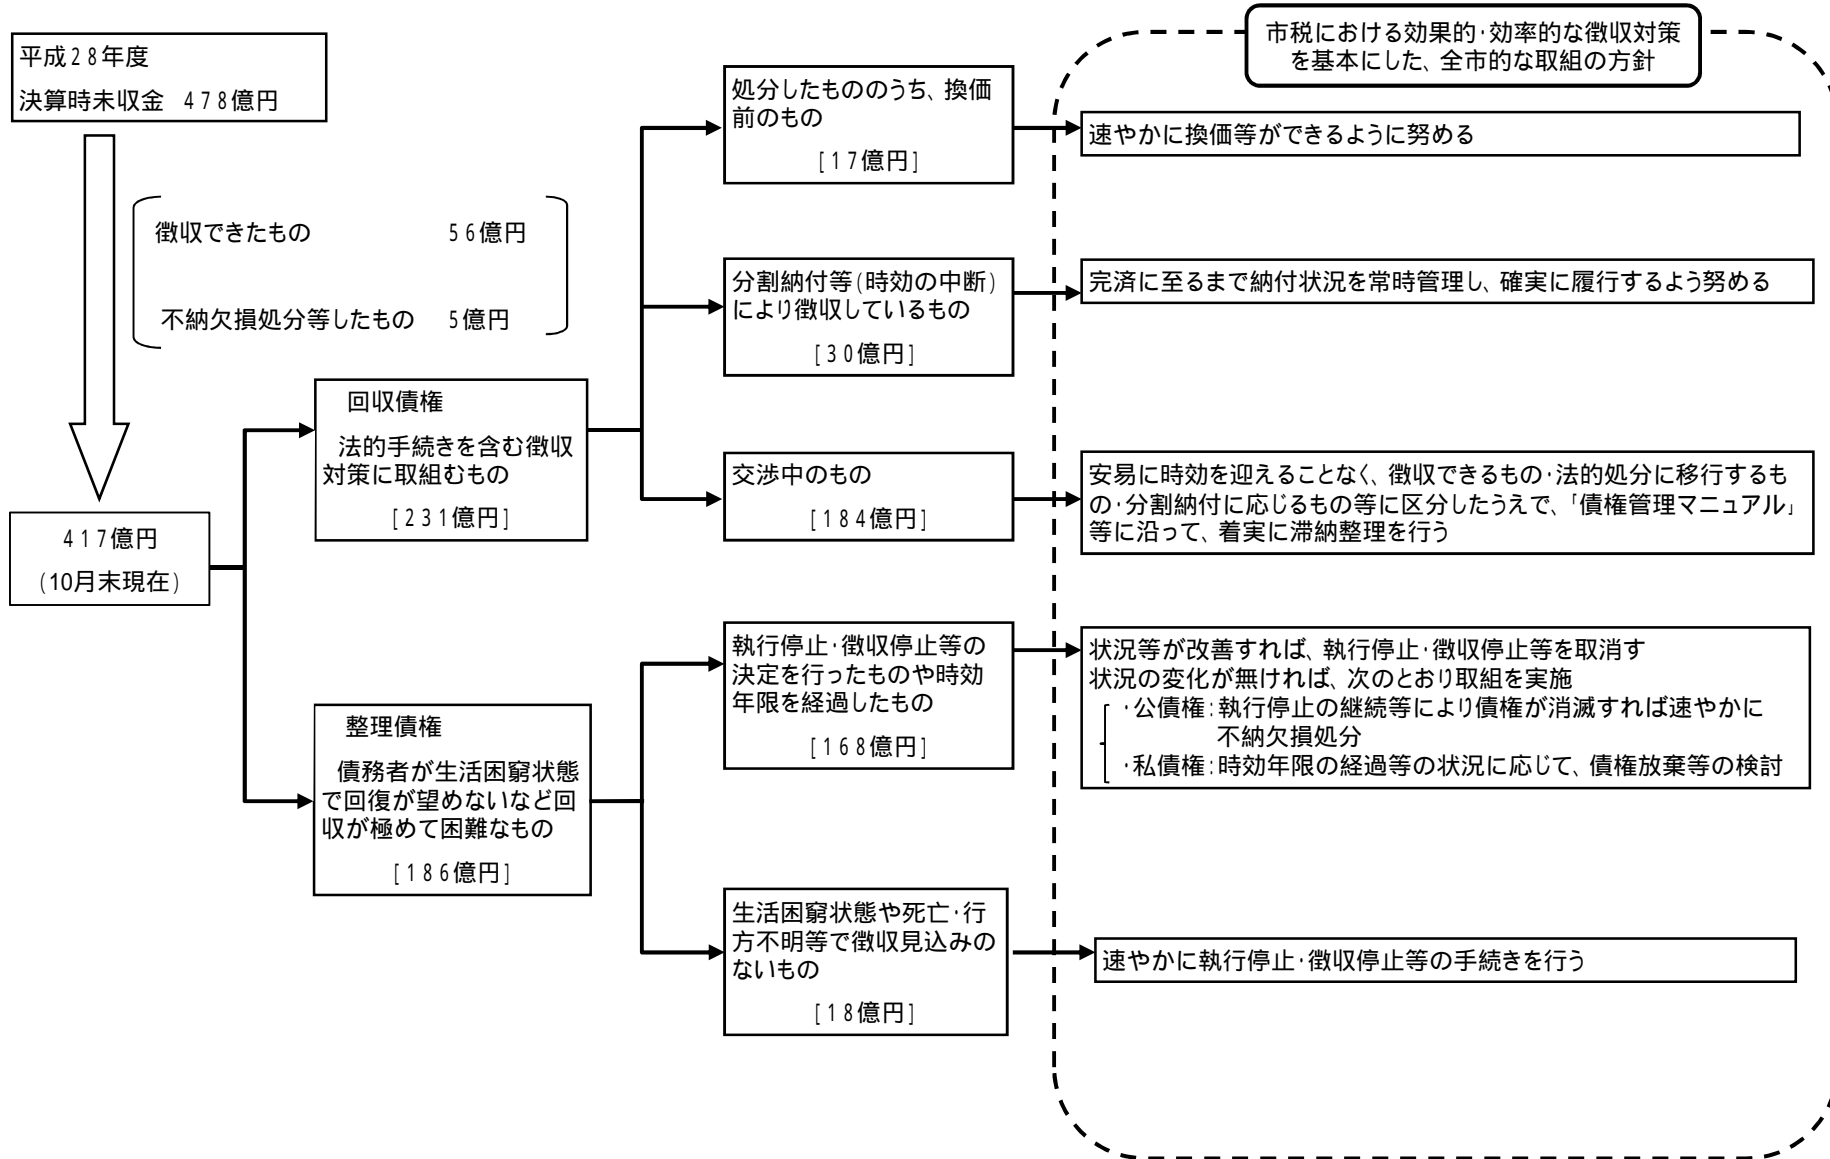 平成28年度
決算時未収金 478億円
徴収できたもの 56億円
不納欠損処分等したもの 5億円
417億円
(10月末現在)
回収債権
法的手続きを含む徴収
対策に取組むもの
[231億円]
整理債権
債務者が生活困窮状態
で回復が望めないなど回
収が極めて困難なもの
[186億円]
処分したもののうち、換価
前のもの
[17億円]
分割納付等(時効の中断)
により徴収しているもの
[30億円]
交渉中のもの
[184億円]
執行停止・徴収停止等の
決定を行ったものや時効
年限を経過したもの
[168億円]
生活困窮状態や死亡・行
方不明等で徴収見込みの
ないもの
[18億円]
市税における効果的・効率的な徴収対策
を基本にした、全市的な取組の方針
速やかに換価等ができるように努める
完済に至るまで納付状況を常時管理し、確実に履行するよう努める
安易に時効を迎えることなく、徴収できるもの・法的処分に移行するも
の・分割納付に応じるもの等に区分したうえで、「債権管理マニュアル」
等に沿って、着実に滞納整理を行う
状況等が改善すれば、執行停止・徴収停止等を取消す
状況の変化が無ければ、次のとおり取組を実施
・公債権:執行停止の継続等により債権が消滅すれば速やかに
不納欠損処分
・私債権:時効年限の経過等の状況に応じて、債権放棄等の検討
速やかに執行停止・徴収停止等の手続きを行う